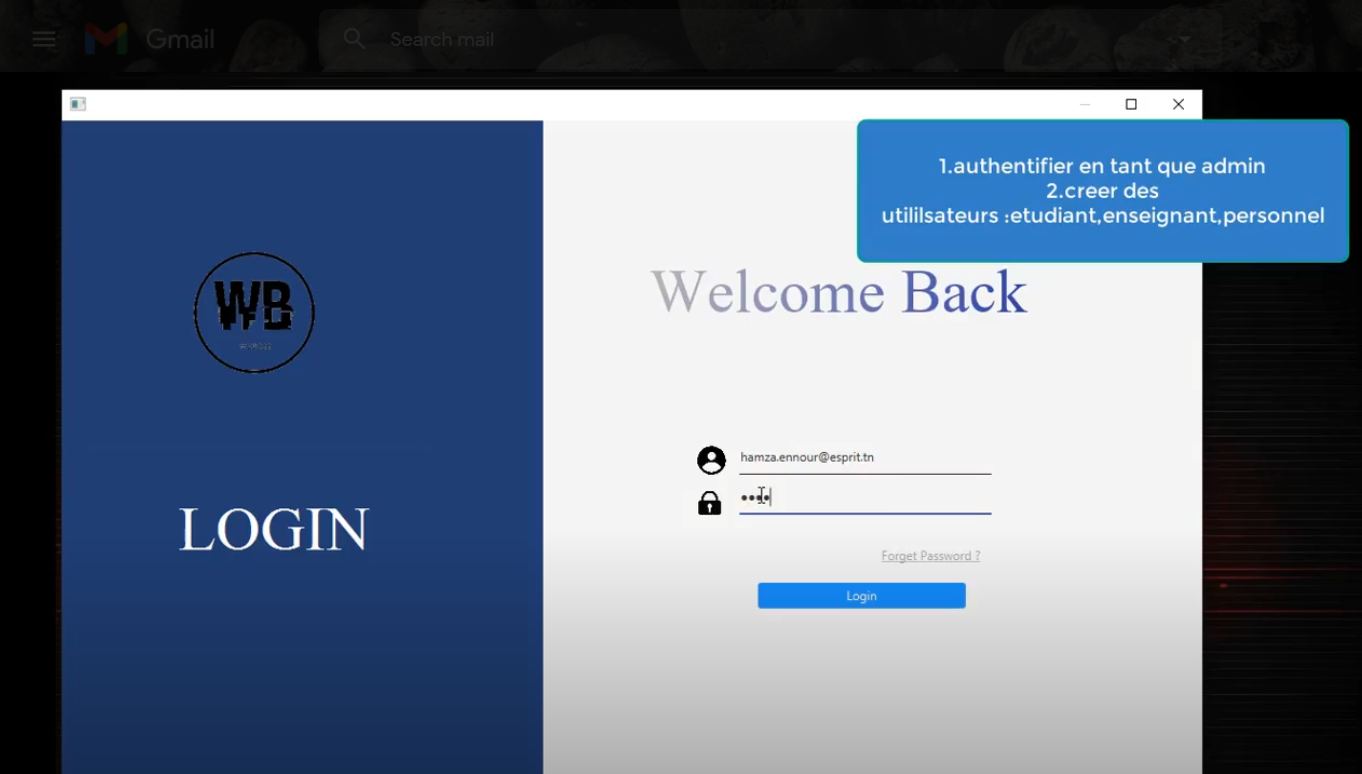 Gmail
Search mail
1.authentifier en tant que admin
2.creer des
utililsateurs :etudiant,enseignant,personnel
WB
Welcome Back
hamza.ennour@esprit.tn
LOGIN
Forget Password ?
Login